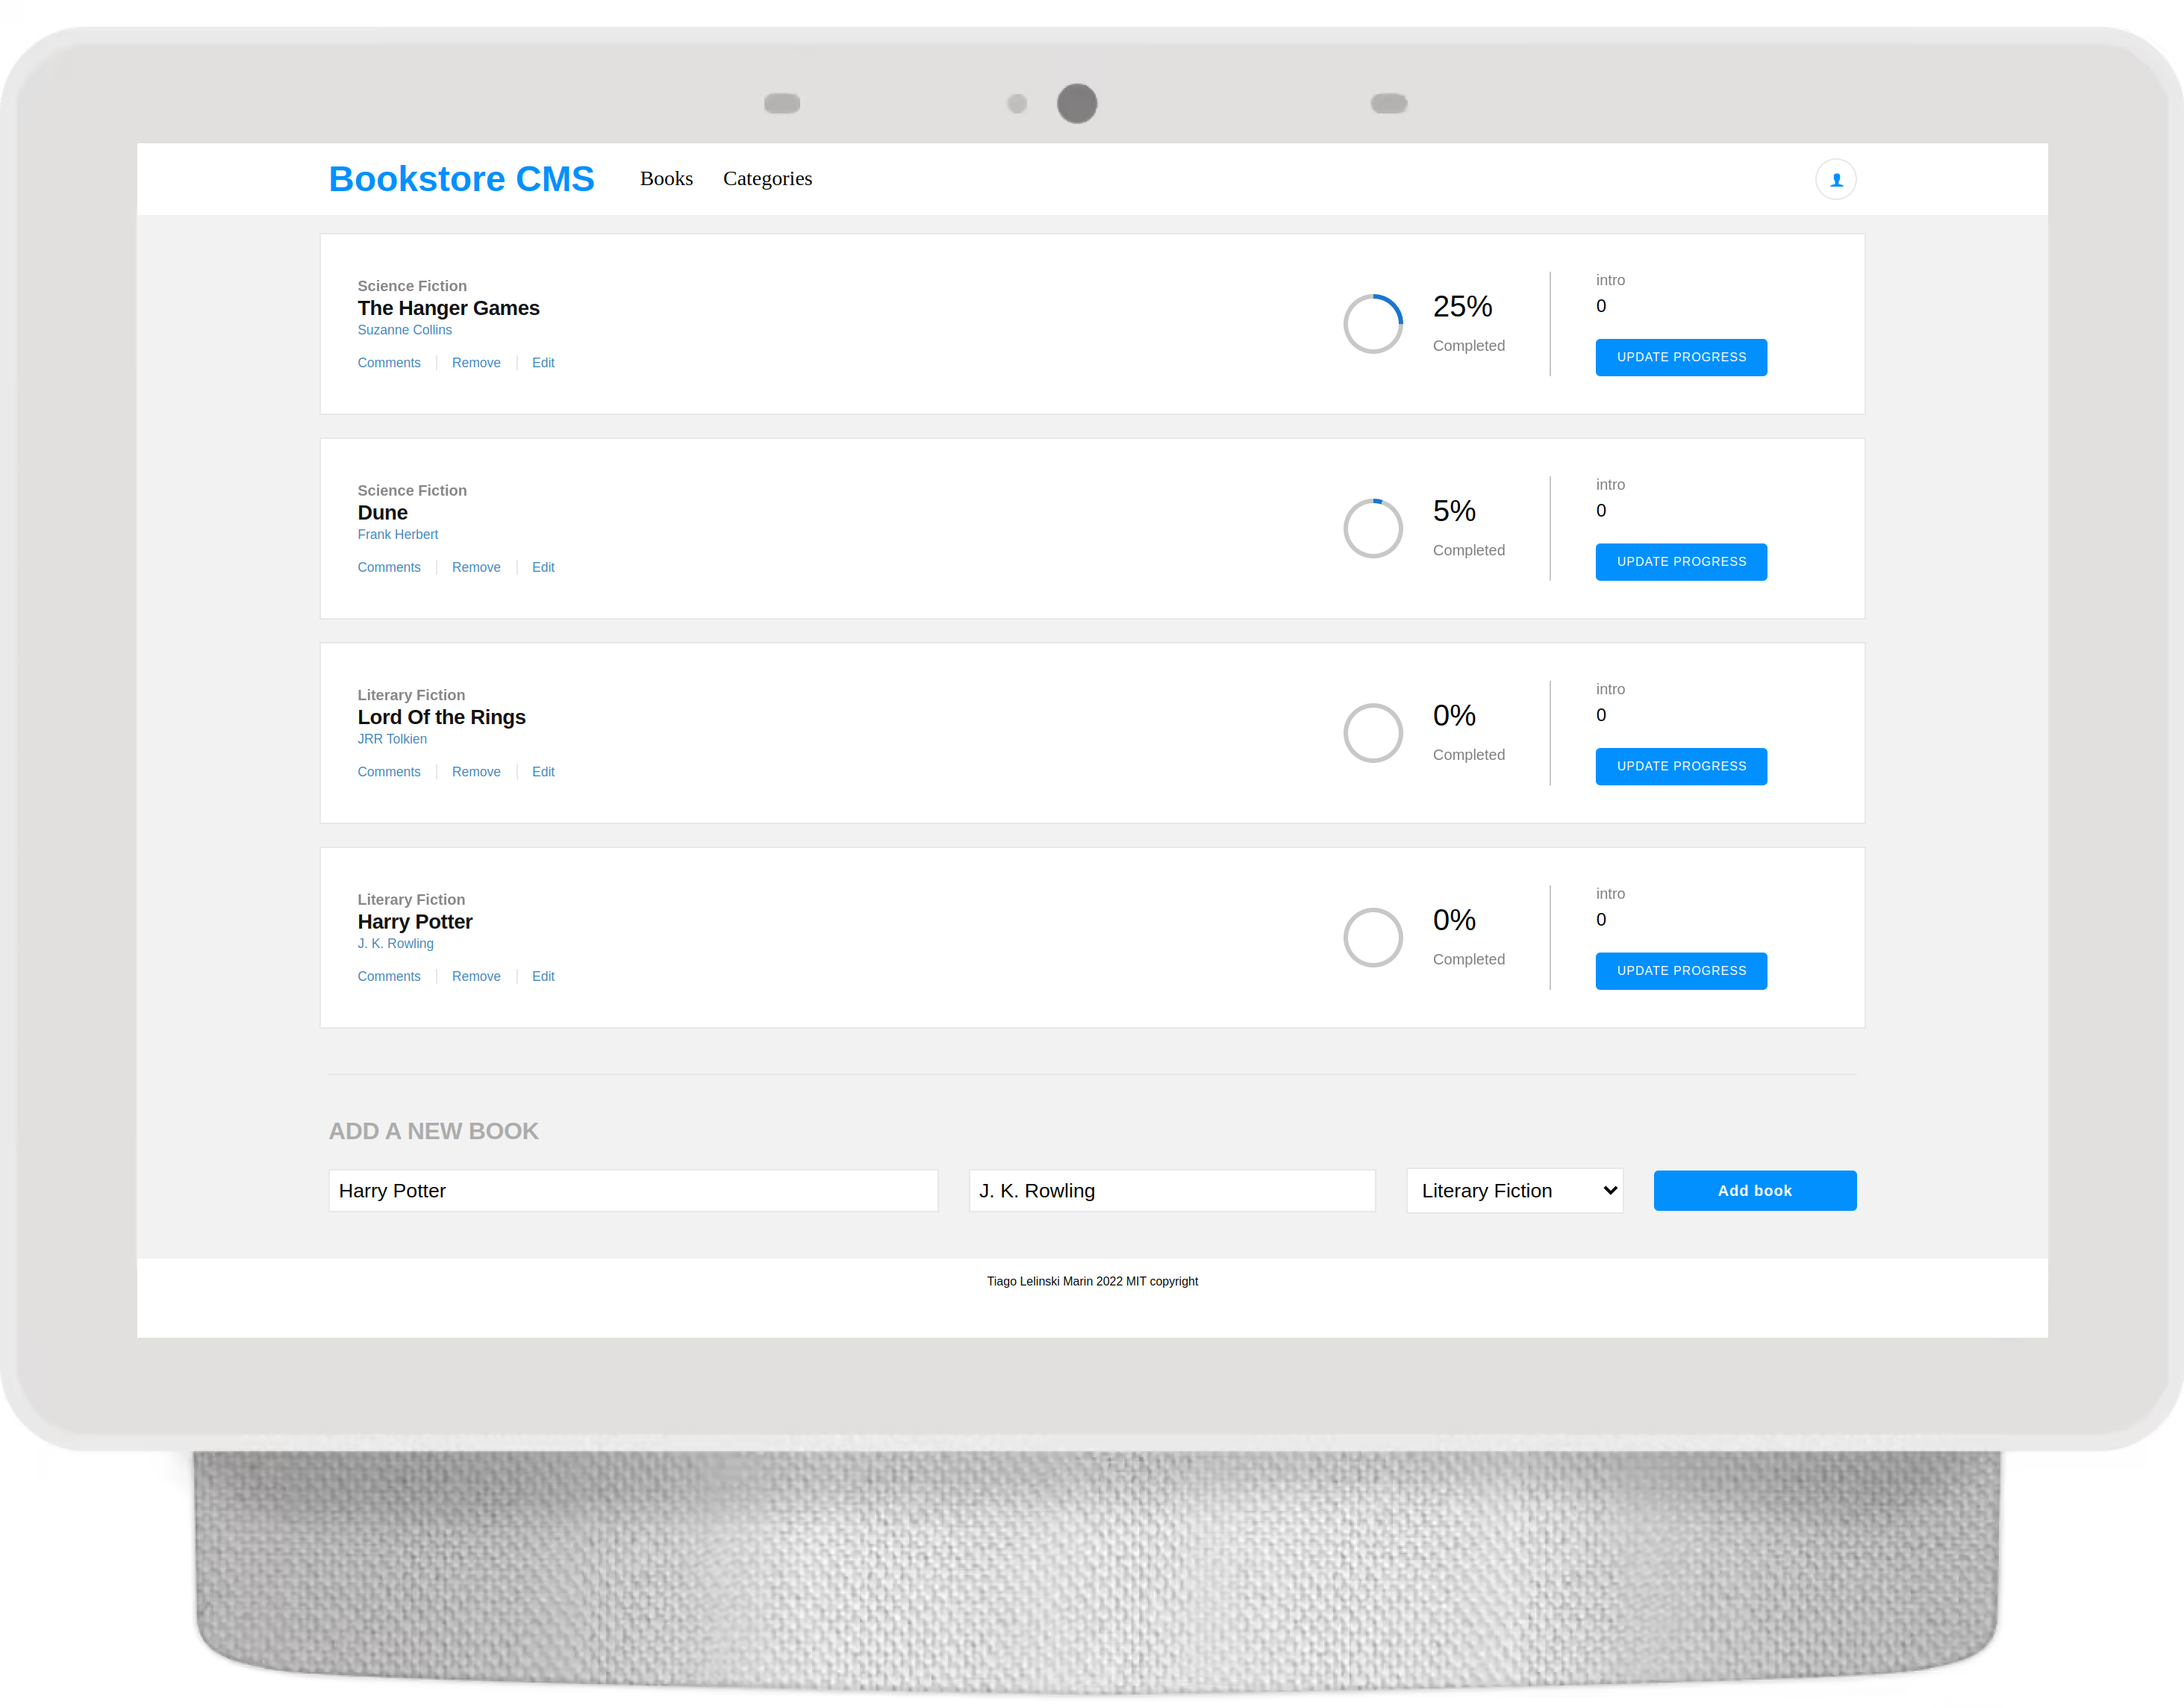 Bookstore CMS Books Categories
Science Fiction
The Hanger Games
Suzanne Collins
Comments Remove Edit
25%
Completed
intro
0
UPDATE PROGRESS
Science Fiction
Dune
Frank Herbert
Comments Remove Edit
5%
Completed
intro
0
UPDATE PROGRESS
Literary Fiction
Lord Of the Rings
JRR Tolkien
Comments Remove Edit
0%
Completed
intro
0
UPDATE PROGRESS
Literary Fiction
Harry Potter
J. K. Rowling
Comments Remove Edit
0%
Completed
intro
0
UPDATE PROGRESS
ADD A NEW BOOK
Harry Potter J. K. Rowling Literary Fiction Add book
Tiago Lelinski Marin 2022 MIT copyright